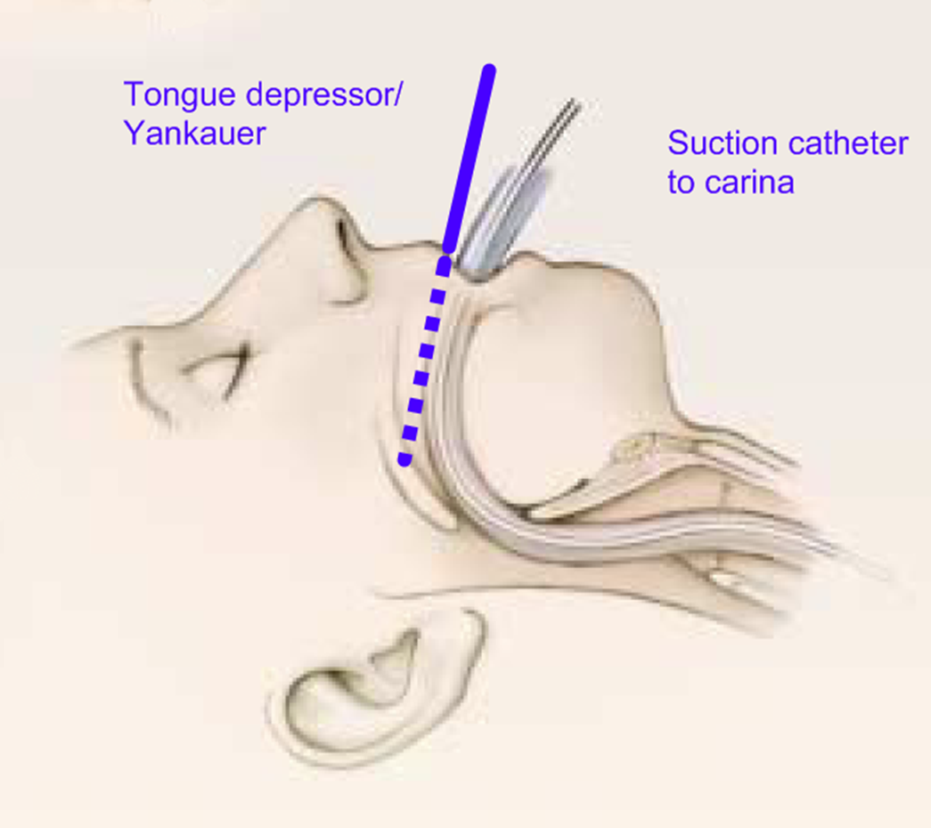 Tongue depressor/
Yankauer
Suction catheter
to carina